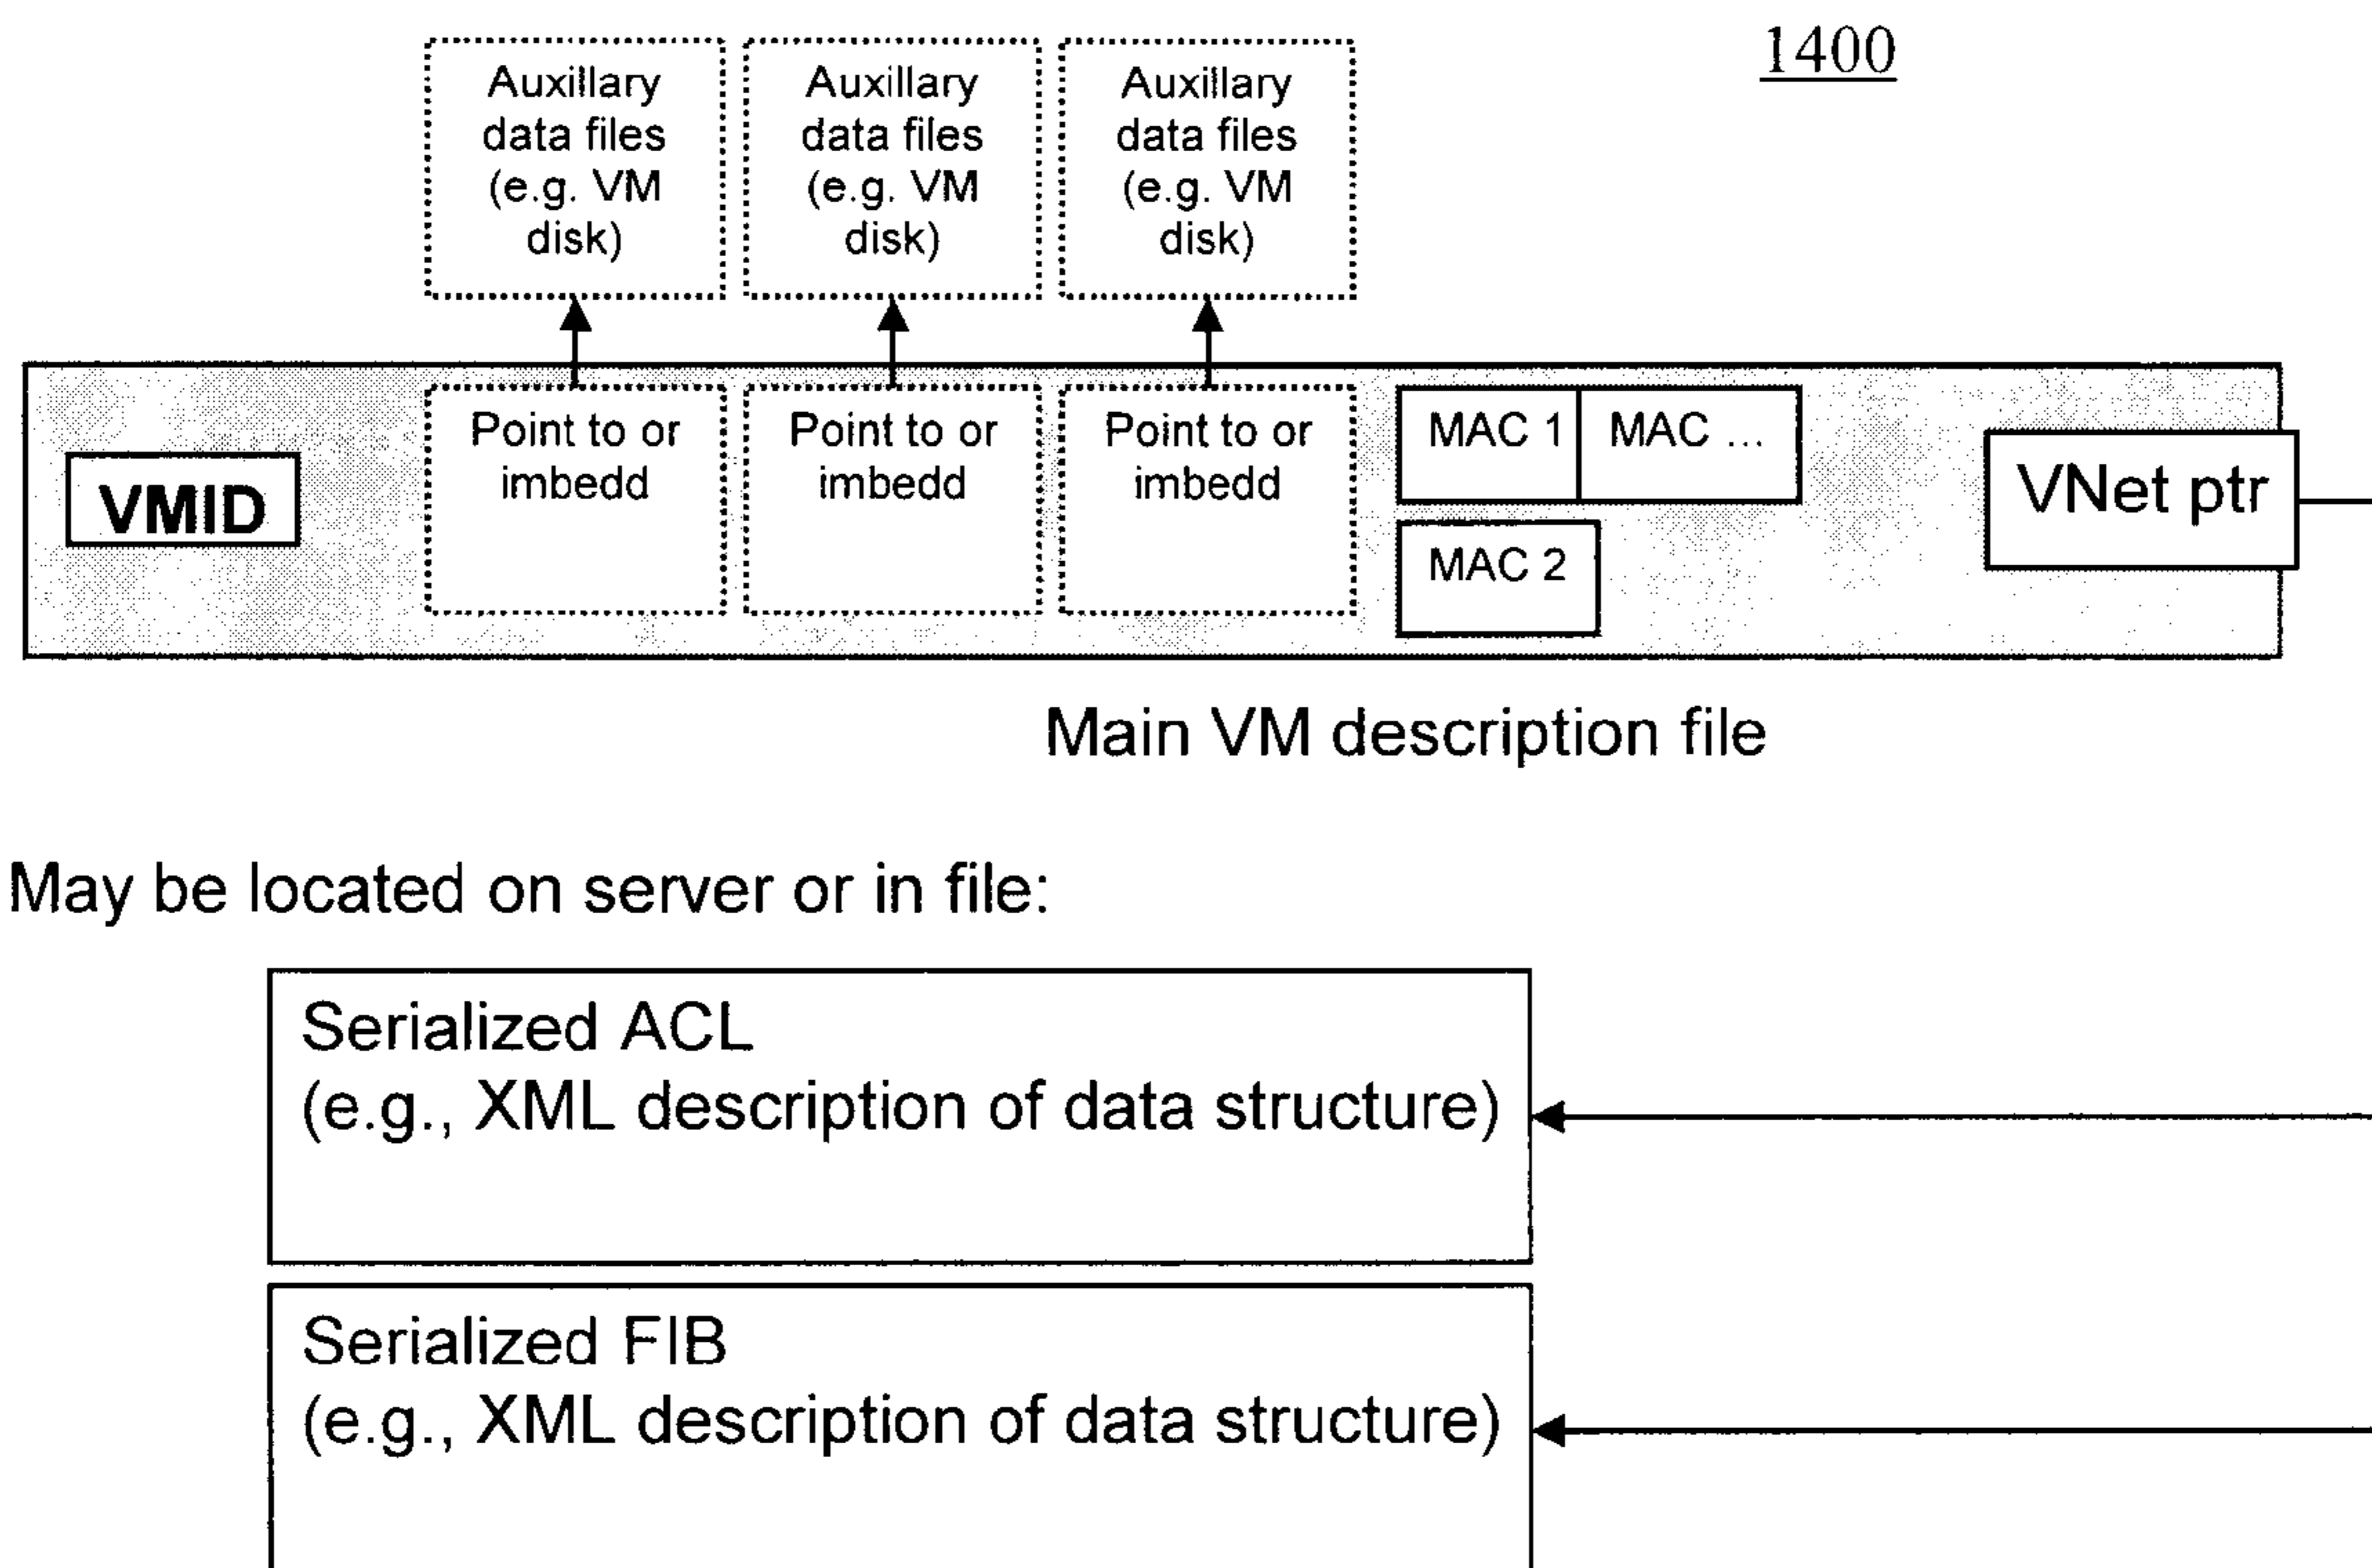 1400
Auxillary
data files
(e.g. VM
disk)
Auxillary
data files
(e.g. VM
disk)
Auxillary
data files
(e.g. VM
disk)
VMID
Point to or
imbedd
Point to or
imbedd
Point to or
imbedd
MAC 1
MAC ...
MAC 2
VNet ptr
Main VM description file
May be located on server or in file:
Serialized ACL
(e.g., XML description of data structure)
Serialized FIB
(e.g., XML description of data structure)